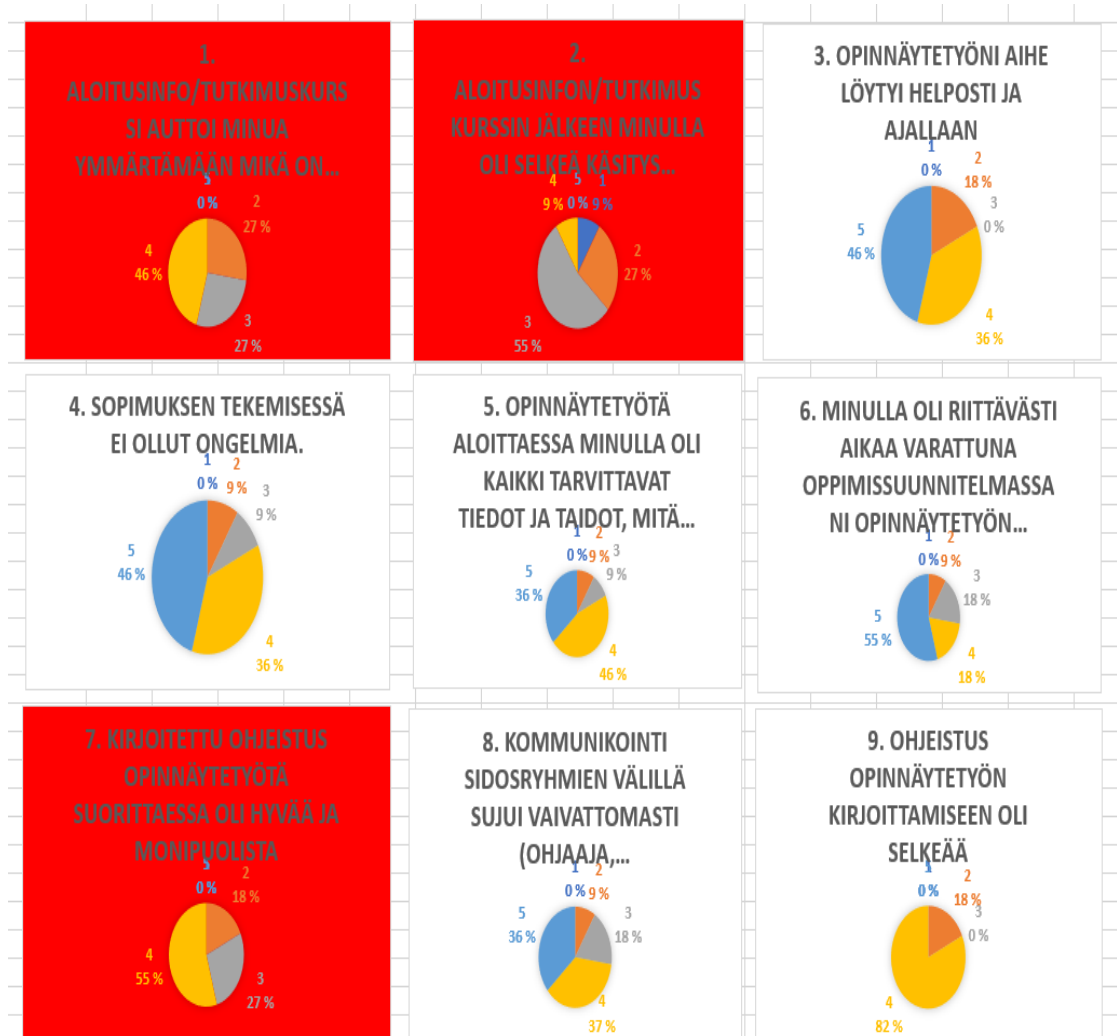 1.
ALOITUSINFO/TUTKIMUSKURS
SI AUTTOI MINUA
YMMÄRTÄMÄÄN MIKÄ ON...
5
0 %
2
27 %
4
46 %
3
27 %
2.
ALOITUSINFON/TUTKIMUS
KURSSIN JÄLKEEN MINULLA
OLI SELKEÄ KÄSITYS...
4
9 %
5
0 %
1
9 %
2
27 %
3
55 %
3. OPINNÄYTETYÖNI AIHE
LÖYTYI HELPOSTI JA
AJALLAAN
1
0 %
2
18 %
3
0 %
5
46 %
4
36 %
4. SOPIMUKSEN TEKEMISESSÄ
EI OLLUT ONGELMIA.
1
0 %
2
9 %
3
9 %
5
46 %
4
36 %
5. OPINNÄYTETYÖTÄ
ALOITTAESSA MINULLA OLI
KAIKKI TARVITTAVAT
TIEDOT JA TAIDOT, MITÄ...
1
0 %
2
9 %
3
9 %
5
36 %
4
46 %
6. MINULLA OLI RIITTÄVÄSTI
AIKAA VARATTUNA
OPPIMISSUUNNITELMASSA
NI OPINNÄYTETYÖN...
1
0 %
2
9 %
3
18 %
5
55 %
4
18 %
7. KIRJOITETTU OHJEISTUS
OPINNÄYTETYÖTÄ
SUORITTAESSA OLI HYVÄÄ JA
MONIPUOLISTA
0 %
2
18 %
4
55 %
3
27 %
8. KOMMUNIKOINTI
SIDOSRYHMIEN VÄLILLÄ
SUJUI VAIVATTOMASTI
(OHJAAJA,...
1
0 %
2
9 %
3
18 %
5
36 %
4
37 %
9. OHJEISTUS
OPINNÄYTETYÖN
KIRJOITTAMISEEN OLI
SELKEÄÄ
0 %
2
18 %
3
0 %
4
82 %